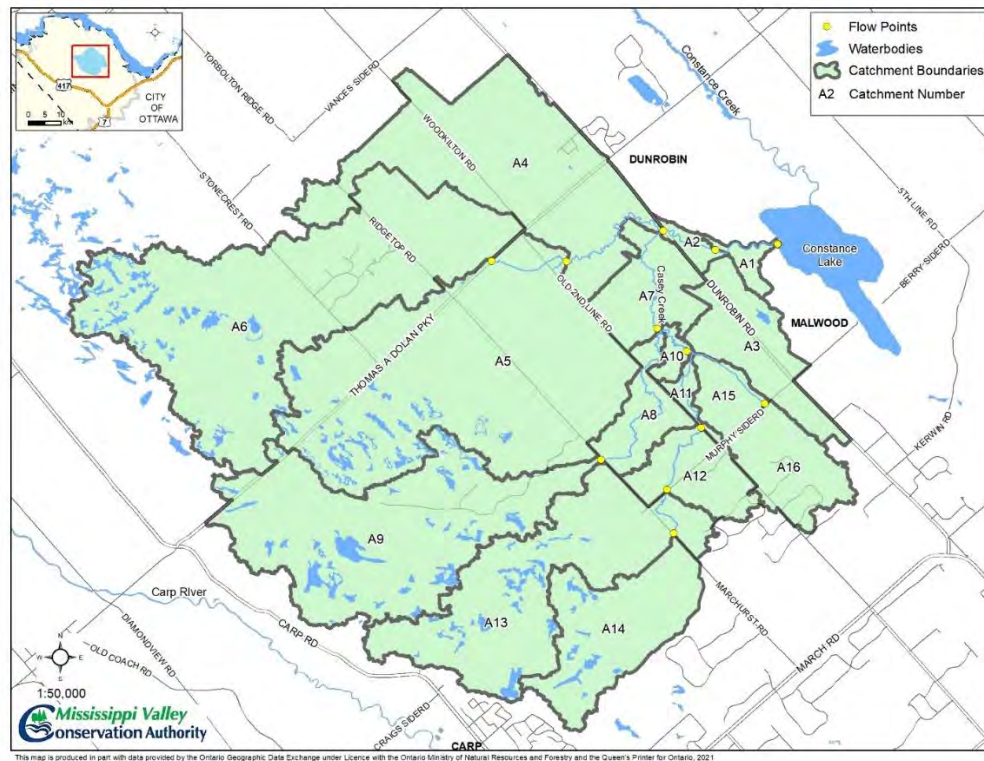 417
7
CITY
OF
OTTAWA
0 5 10
km
Flow Points
Waterbodies
Catchment Boundaries
A2 Catchment Number
TORBOLTON RIDGE RD
VANCES SIDERD
WOODKILTON RD
STONECREST RD
RIDGETOP RD
Constance Creek
DUNROBIN
5TH LINE RD
A4
A2
A1
Constance
Lake
BERRY SIDERD
A7
Casey Creek
OLD 2ND LINE RD
DUNROBIN RD
MALWOOD
A6
THOMAS A DOLAN PKY
A5
A3
A10
A11
A8
A15
MURPHY SIDERD
KERWIN RD
A12
A16
A9
A13
A14
Carp River
CARP RD
DIAMONDVIEW RD
OLD COACH RD
MARCHURST RD
MARCH RD
CRAIGS SIDERD
CARP
N
W E
S
1:50,000
Mississippi Valley
Conservation Authority
This map is produced in part with data provided by the Ontario Geographic Data Exchange under Licence with the Ontario Ministry of Natural Resources and Forestry and the Queen's Printer for Ontario, 2021